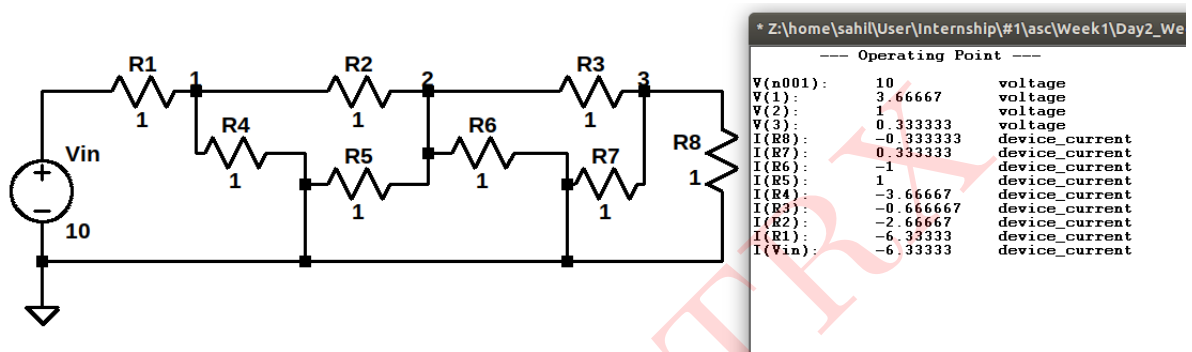 R1
1
R2
2
R3
3
1
1
1
R4
R6
R8
Vin
1
R5
1
R7
1
1
1
10
* Z:\home\sahil\User\Internship\#1\asc\Week1\Day2_We
--- Operating Point ---
V(n001): 10 voltage
V(1): 3.66667 voltage
V(2): 1 voltage
V(3): 0.333333 voltage
I(R8): -0.333333 device_current
I(R7): 0.333333 device_current
I(R6): -1 device_current
I(R5): 1 device_current
I(R4): -3.66667 device_current
I(R3): -0.666667 device_current
I(R2): -2.66667 device_current
I(R1): -6.33333 device_current
I(Vin): -6.33333 device_current
TRX